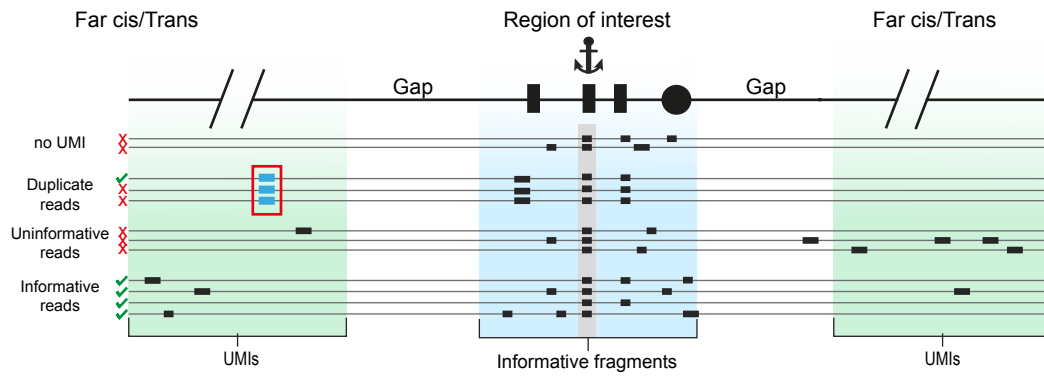 Far cis/Trans
Region of interest
Far cis/Trans
Gap
Gap
no UMI
Duplicate
reads
Uninformative
reads
Informative
reads
UMIs
Informative fragments
UMIs